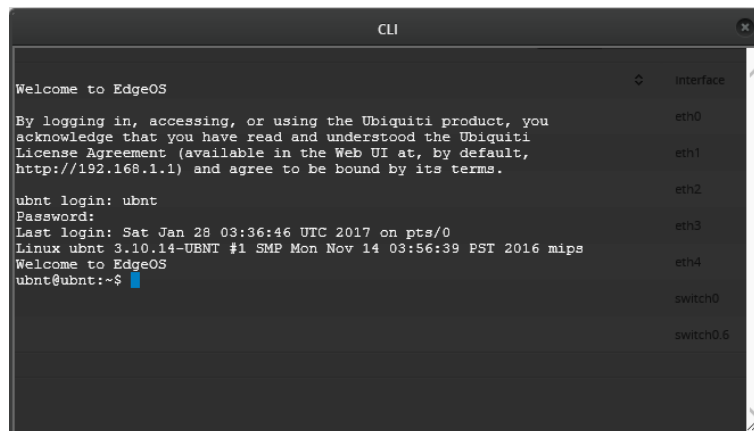 CLI
Welcome to EdgeOS
By logging in, accessing, or using the Ubiquiti product, you
acknowledge that you have read and understood the Ubiquiti
License Agreement (available in the Web UI at, by default,
http://192.168.1.1) and agree to be bound by its terms.
ubnt login: ubnt
Password:
Last login: Sat Jan 28 03:36:46 UTC 2017 on pts/0
Linux ubnt 3.10.14-UBNT #1 SMP Mon Nov 14 03:56:39 PST 2016 mips
Welcome to EdgeOS
ubnt@ubnt:~$
Interface
eth0
eth1
eth2
eth3
eth4
switch0
switch0.6